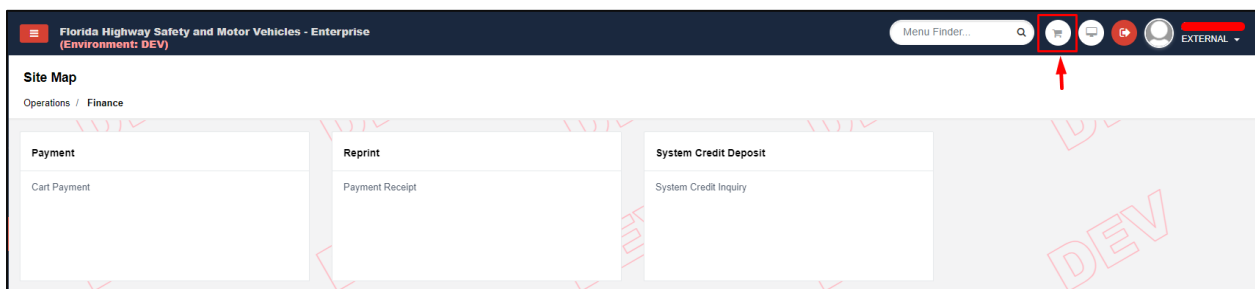 Florida Highway Safety and Motor Vehicles - Enterprise
(Environment: DEV)
Menu Finder...
EXTERNAL
Site Map
Operations / Finance
Payment
Reprint
System Credit Deposit
Cart Payment
Payment Receipt
System Credit Inquiry
DEV